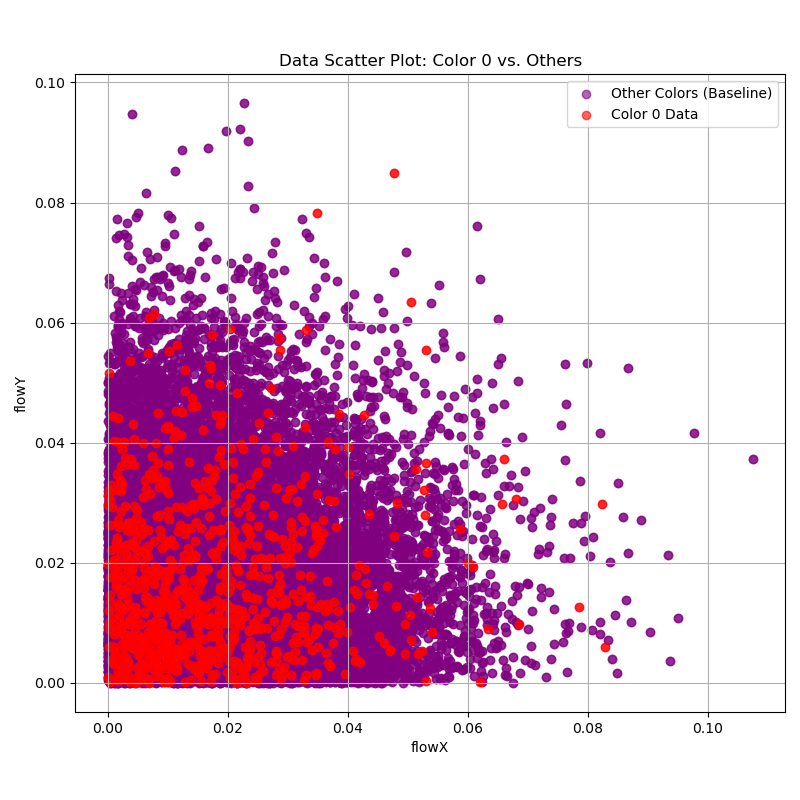 Data Scatter Plot: Color 0 vs. Others
Other Colors (Baseline)
Color 0 Data
0.10
0.08
0.06
0.04
0.02
0.00
flowY
0.00 0.02 0.04 0.06 0.08 0.10
flowX